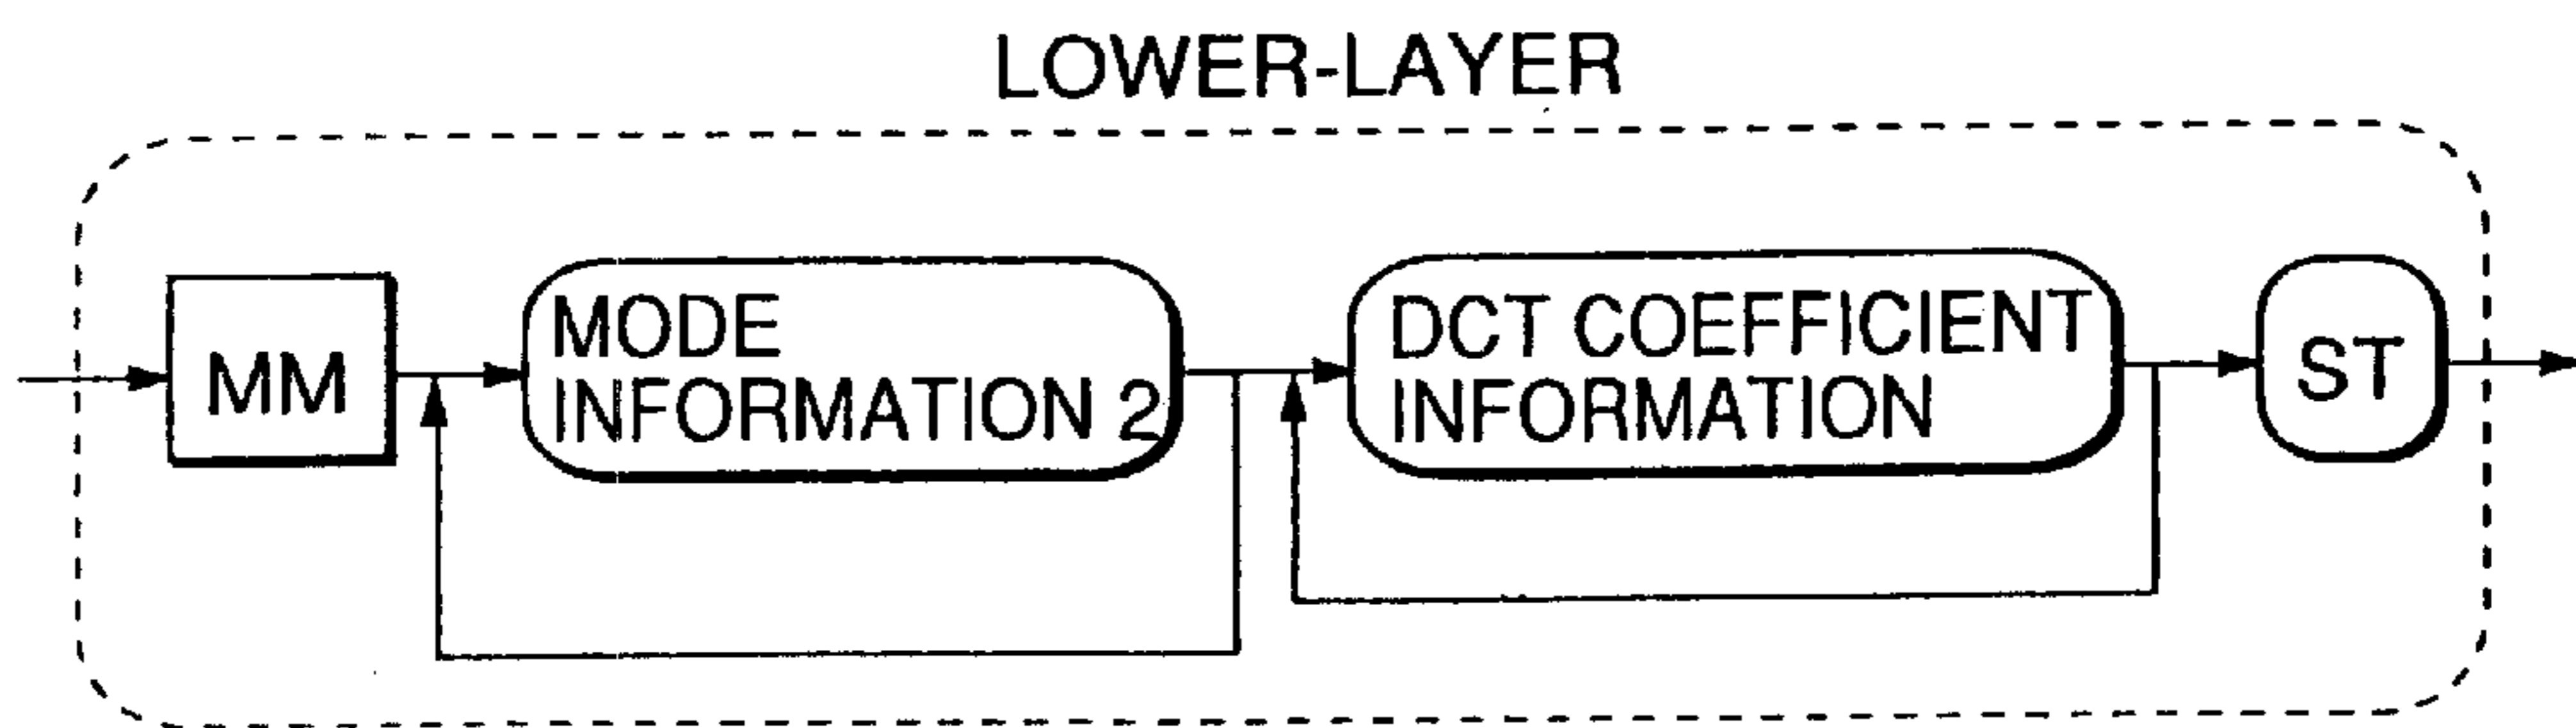 LOWER-LAYER
MM
MODE
INFORMATION 2
DCT COEFFICIENT
INFORMATION
ST